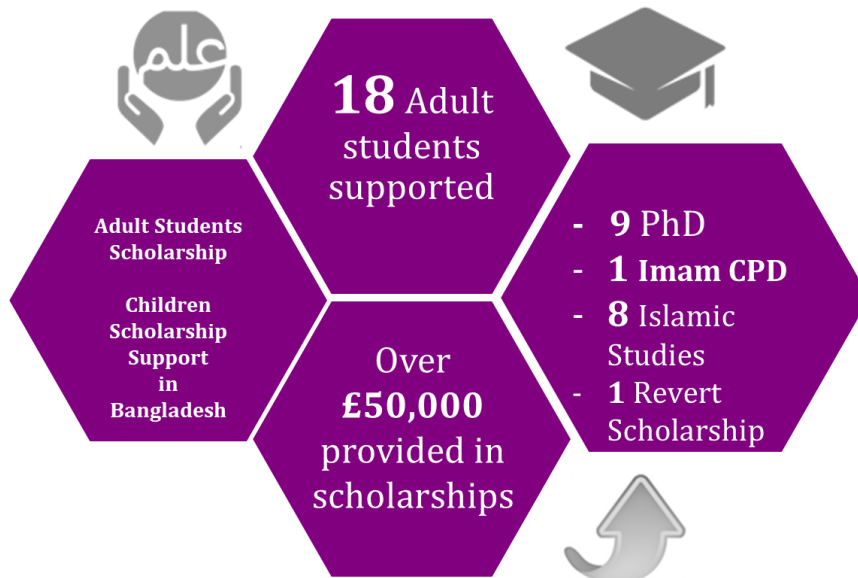 علم
18 Adult
students
supported
Adult Students
Scholarship
Children
Scholarship
Support
in
Bangladesh
Over
£50,000
provided in
scholarships
- 9 PhD
- 1 Imam CPD
- 8 Islamic
Studies
- 1 Revert
Scholarship